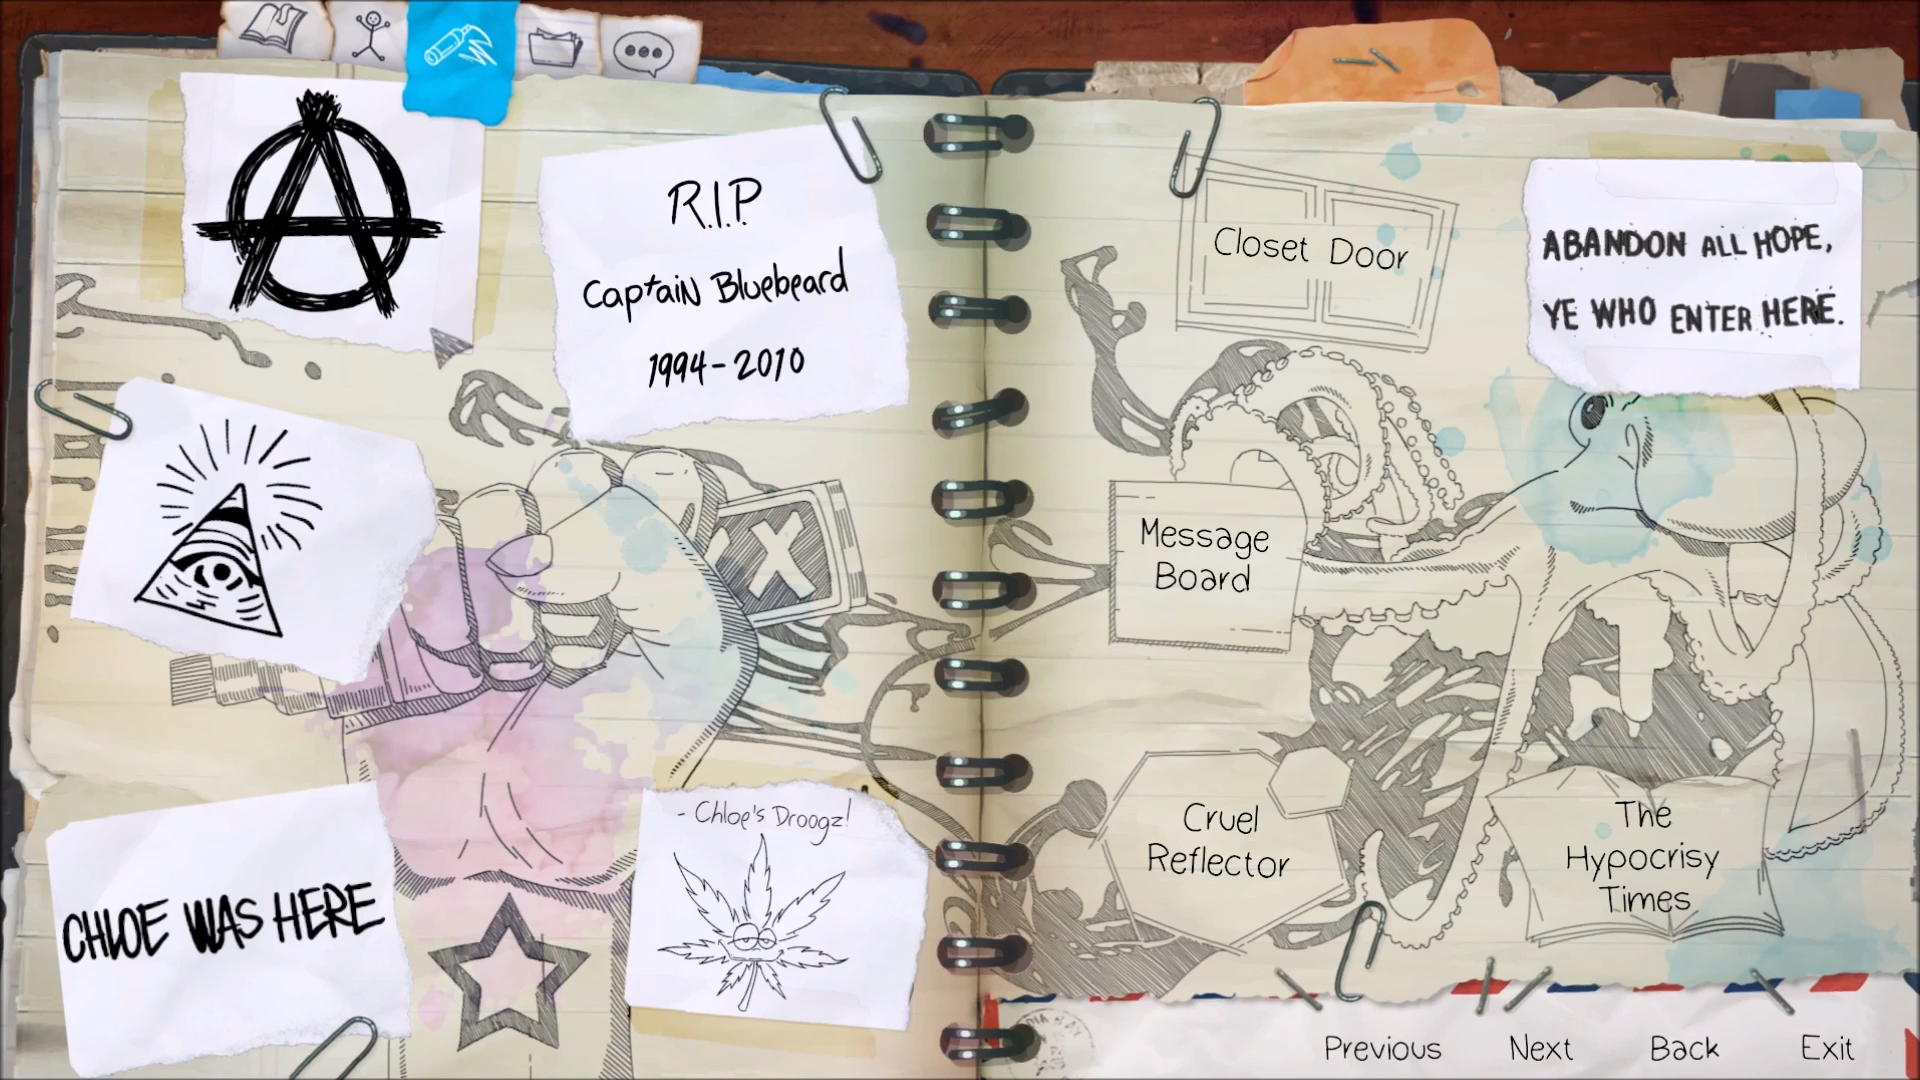 R.I.P
Captain Bluebeard
1994-2010
CHLOE WAS HERE
- Chloe's Droogz!
Closet Door
ABANDON ALL HOPE,
YE WHO ENTER HERE.
Message
Board
Cruel
Reflector
The
Hypocrisy
Times
Previous
Next
Back
Exit